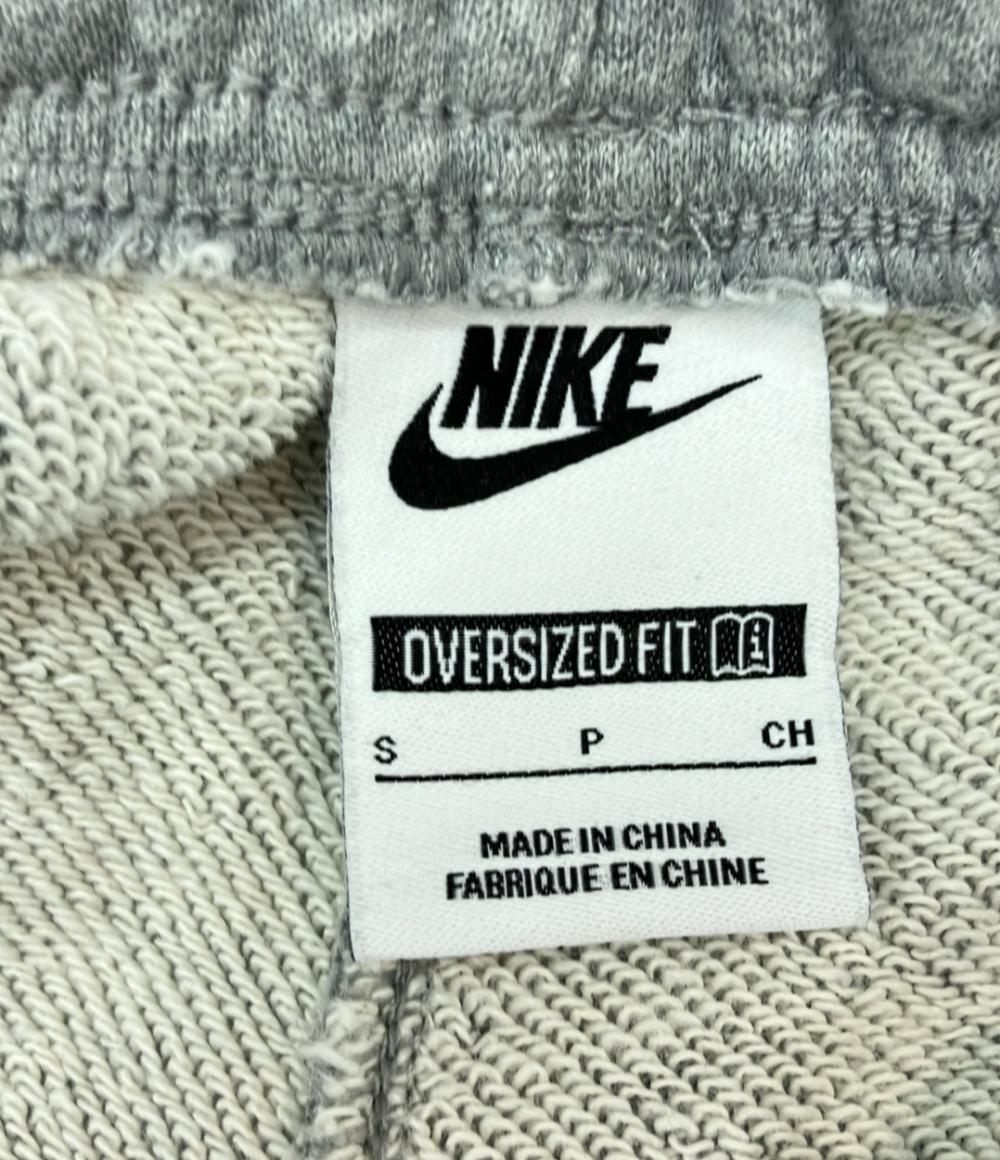 NIKE
OVERSIZED FIT i
S P CH
MADE IN CHINA
FABRIQUE EN CHINE